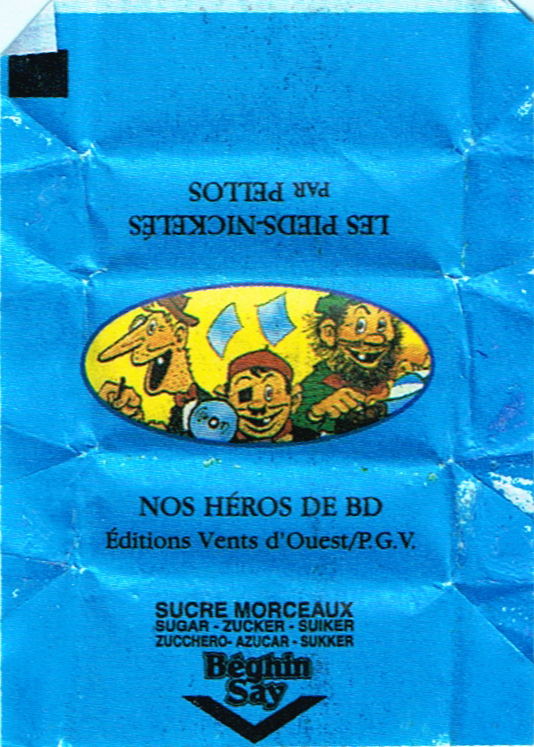 LES PIEDS-NICKELÉS
PAR PELLOS
NOS HÉROS DE BD
Éditions Vents d'Ouest/P.G.V.
SUCRE MORCEAUX
SUGAR - ZUCKER - SUIKER
ZUCCHERO- AZUCAR - SUKKER
Béghin
Say